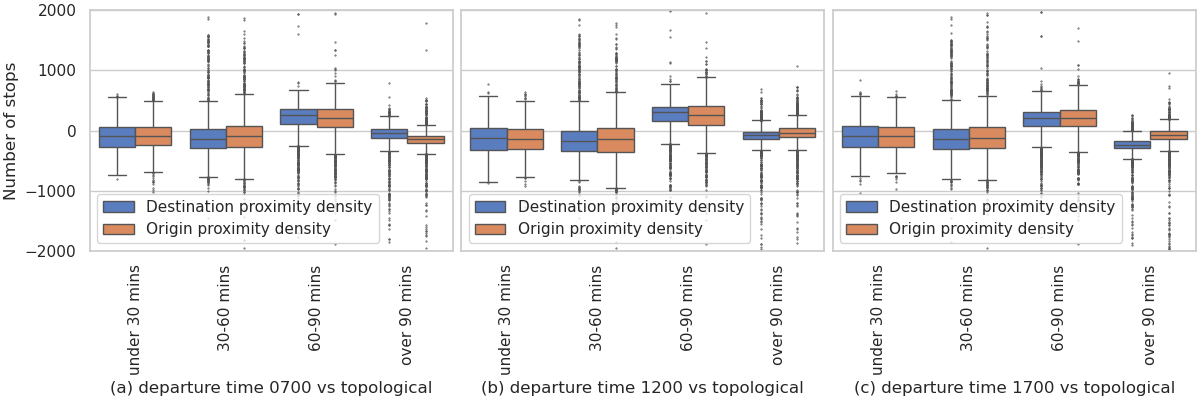 Number of stops
2000
1000
0
−1000
−2000
Destination proximity density
Origin proximity density
under 30 mins
30-60 mins
60-90 mins
over 90 mins
(a) departure time 0700 vs topological
Destination proximity density
Origin proximity density
under 30 mins
30-60 mins
60-90 mins
over 90 mins
(b) departure time 1200 vs topological
Destination proximity density
Origin proximity density
under 30 mins
30-60 mins
60-90 mins
over 90 mins
(c) departure time 1700 vs topological